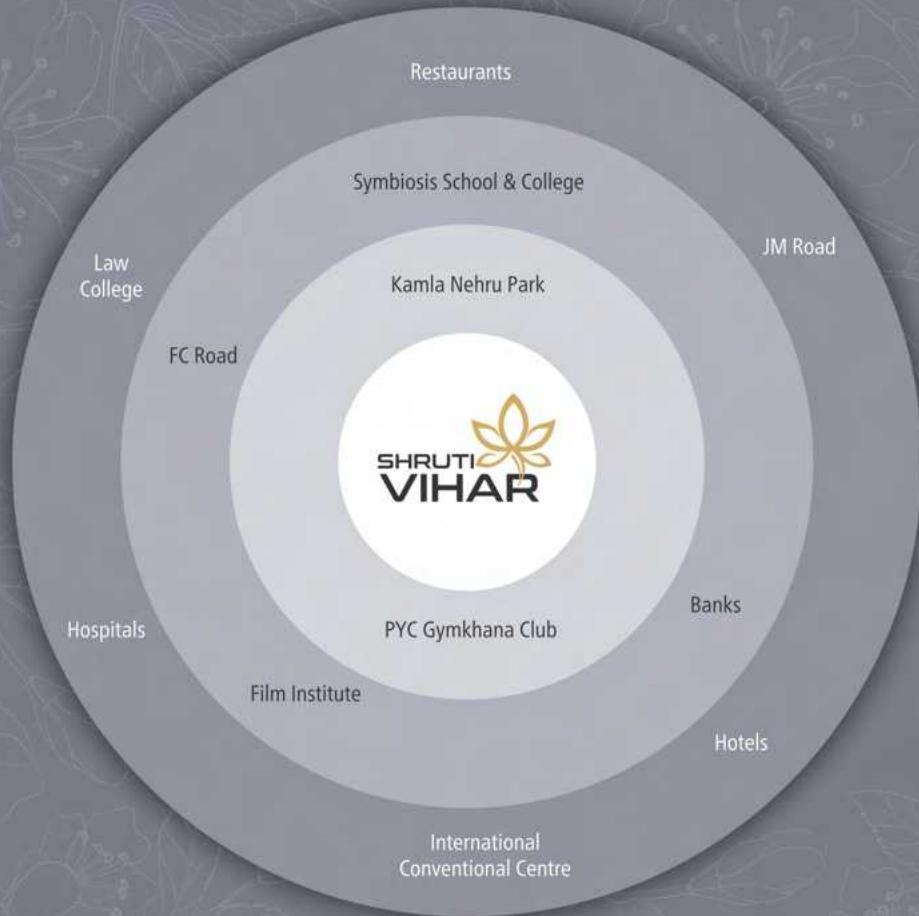 Restaurants
Symbiosis School & College
JM Road
Law
College
Kamla Nehru Park
FC Road
SHRUTI
VIHAR
Banks
Hospitals
PYC Gymkhana Club
Film Institute
Hotels
International
Conventional Centre